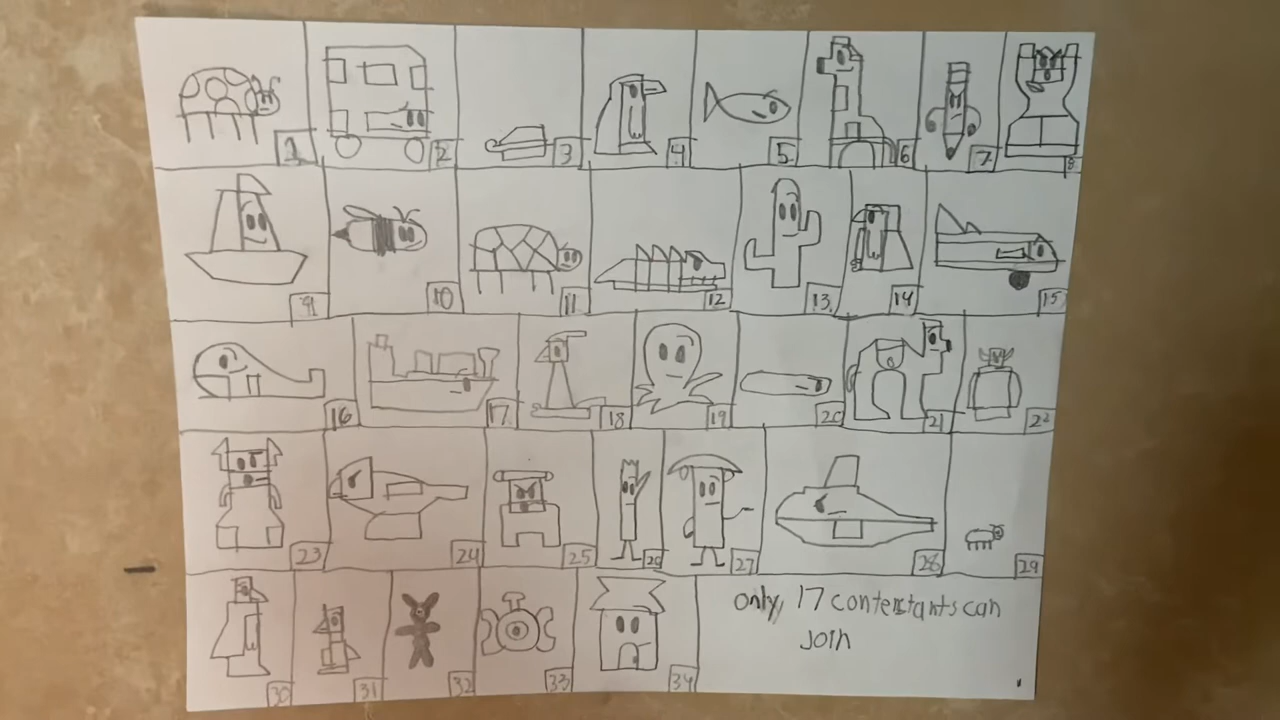 1 2 3 4 5 6 7 8
9 10 11 12 13 14 15
16 17 18 19 20 21 22
23 24 25 26 27 28 29
30 31 32 33 34
only 17 contenstants can
join